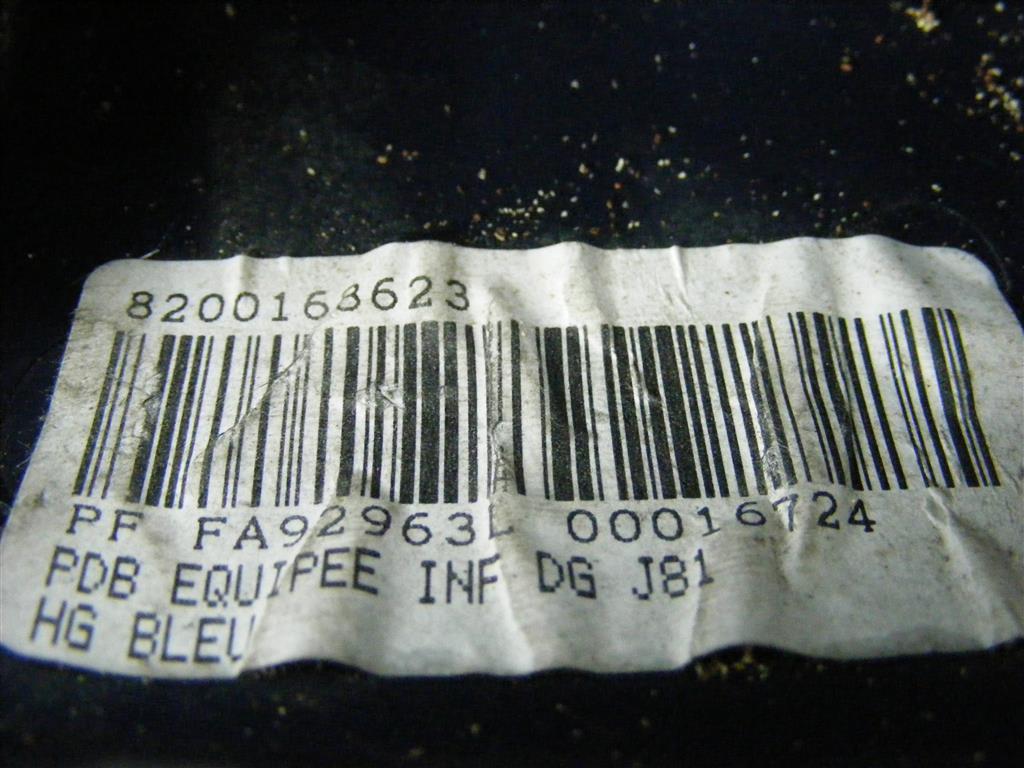 8200168623
PF FA92963L 00016724
PDB EQUIPEE INF DG J81
HG BLEU